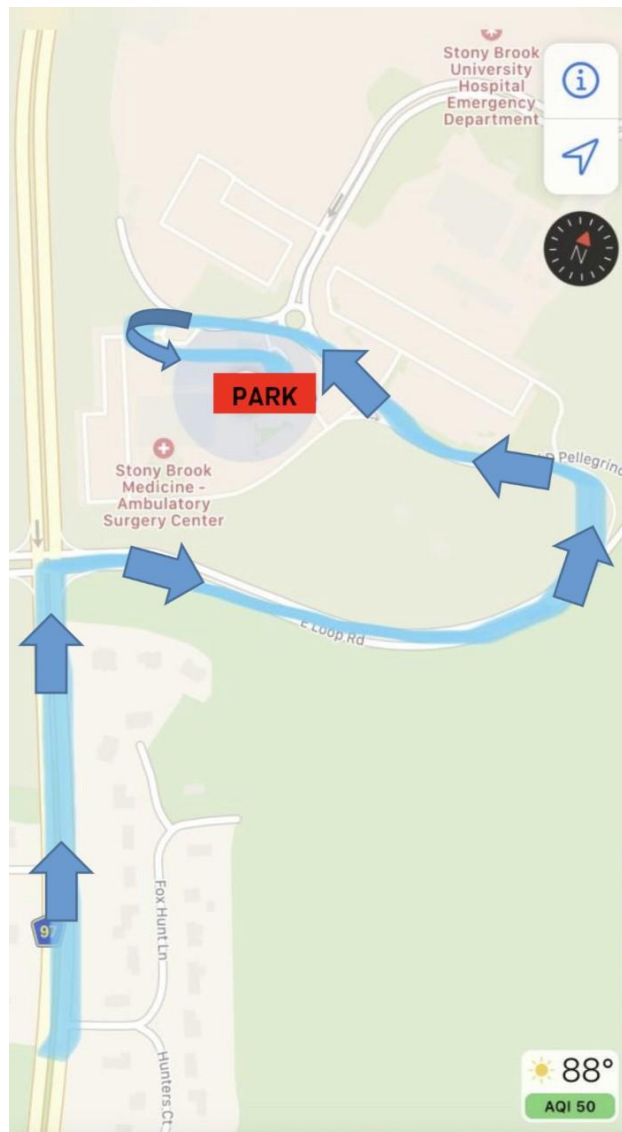 Stony Brook
University
Hospital
Emergency
Department
N
PARK
Stony Brook
Medicine -
Ambulatory
Surgery Center
Pellegrino
E Loop Rd
Fox Hunt Ln
97
Hunters Ct
88°
AQI 50